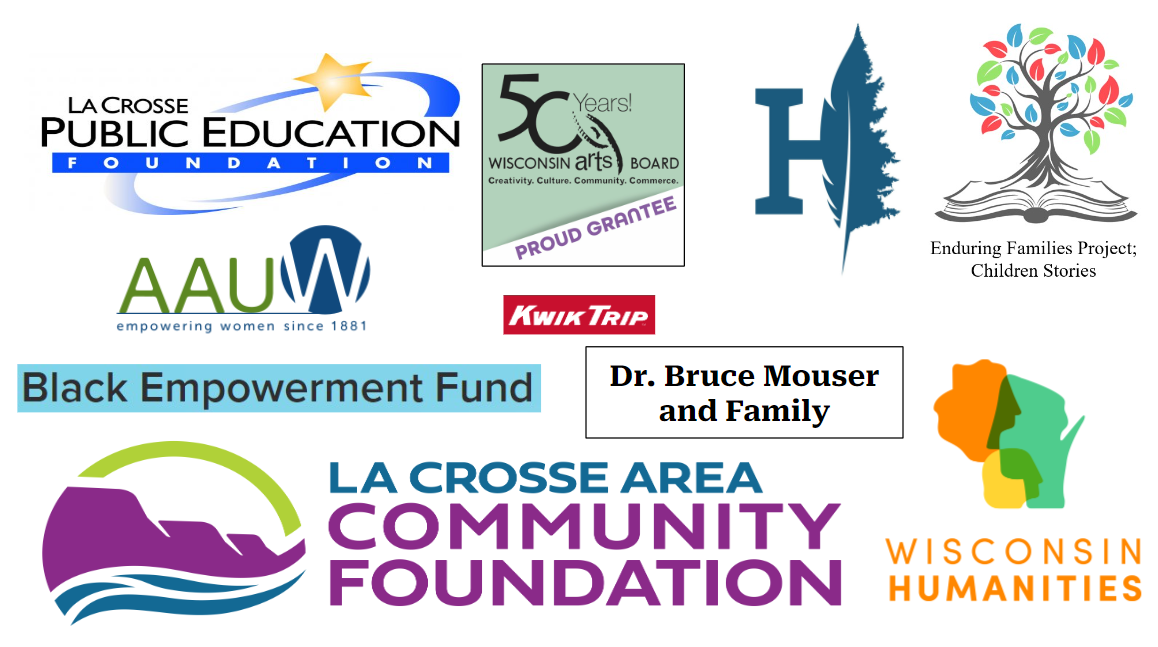 LA CROSSE
PUBLIC EDUCATION
FOUNDATION
50 Years!
WISCONSIN arts BOARD
Creativity. Culture. Community. Commerce.
PROUD GRANTEE
H
Enduring Families Project;
Children Stories
AAUW
empowering women since 1881
KWIK TRIP
Black Empowerment Fund
Dr. Bruce Mouser
and Family
LA CROSSE AREA
COMMUNITY
FOUNDATION
WISCONSIN
HUMANITIES